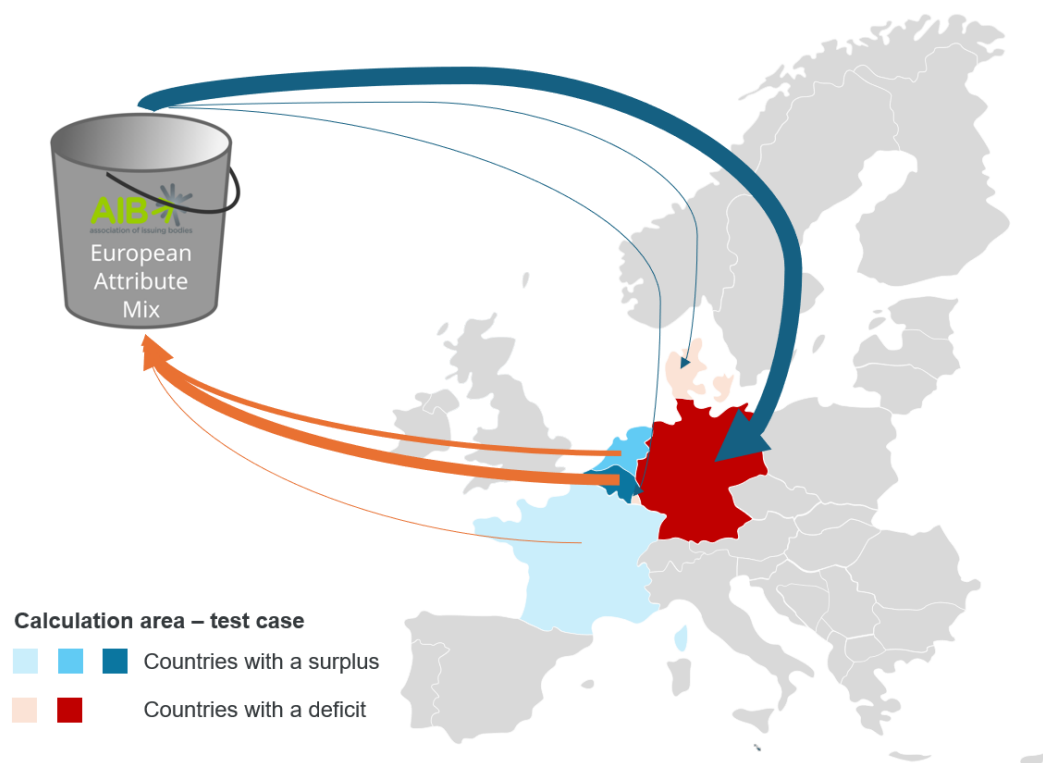 AIB
association of issuing bodies
European
Attribute
Mix
Calculation area – test case
Countries with a surplus
Countries with a deficit